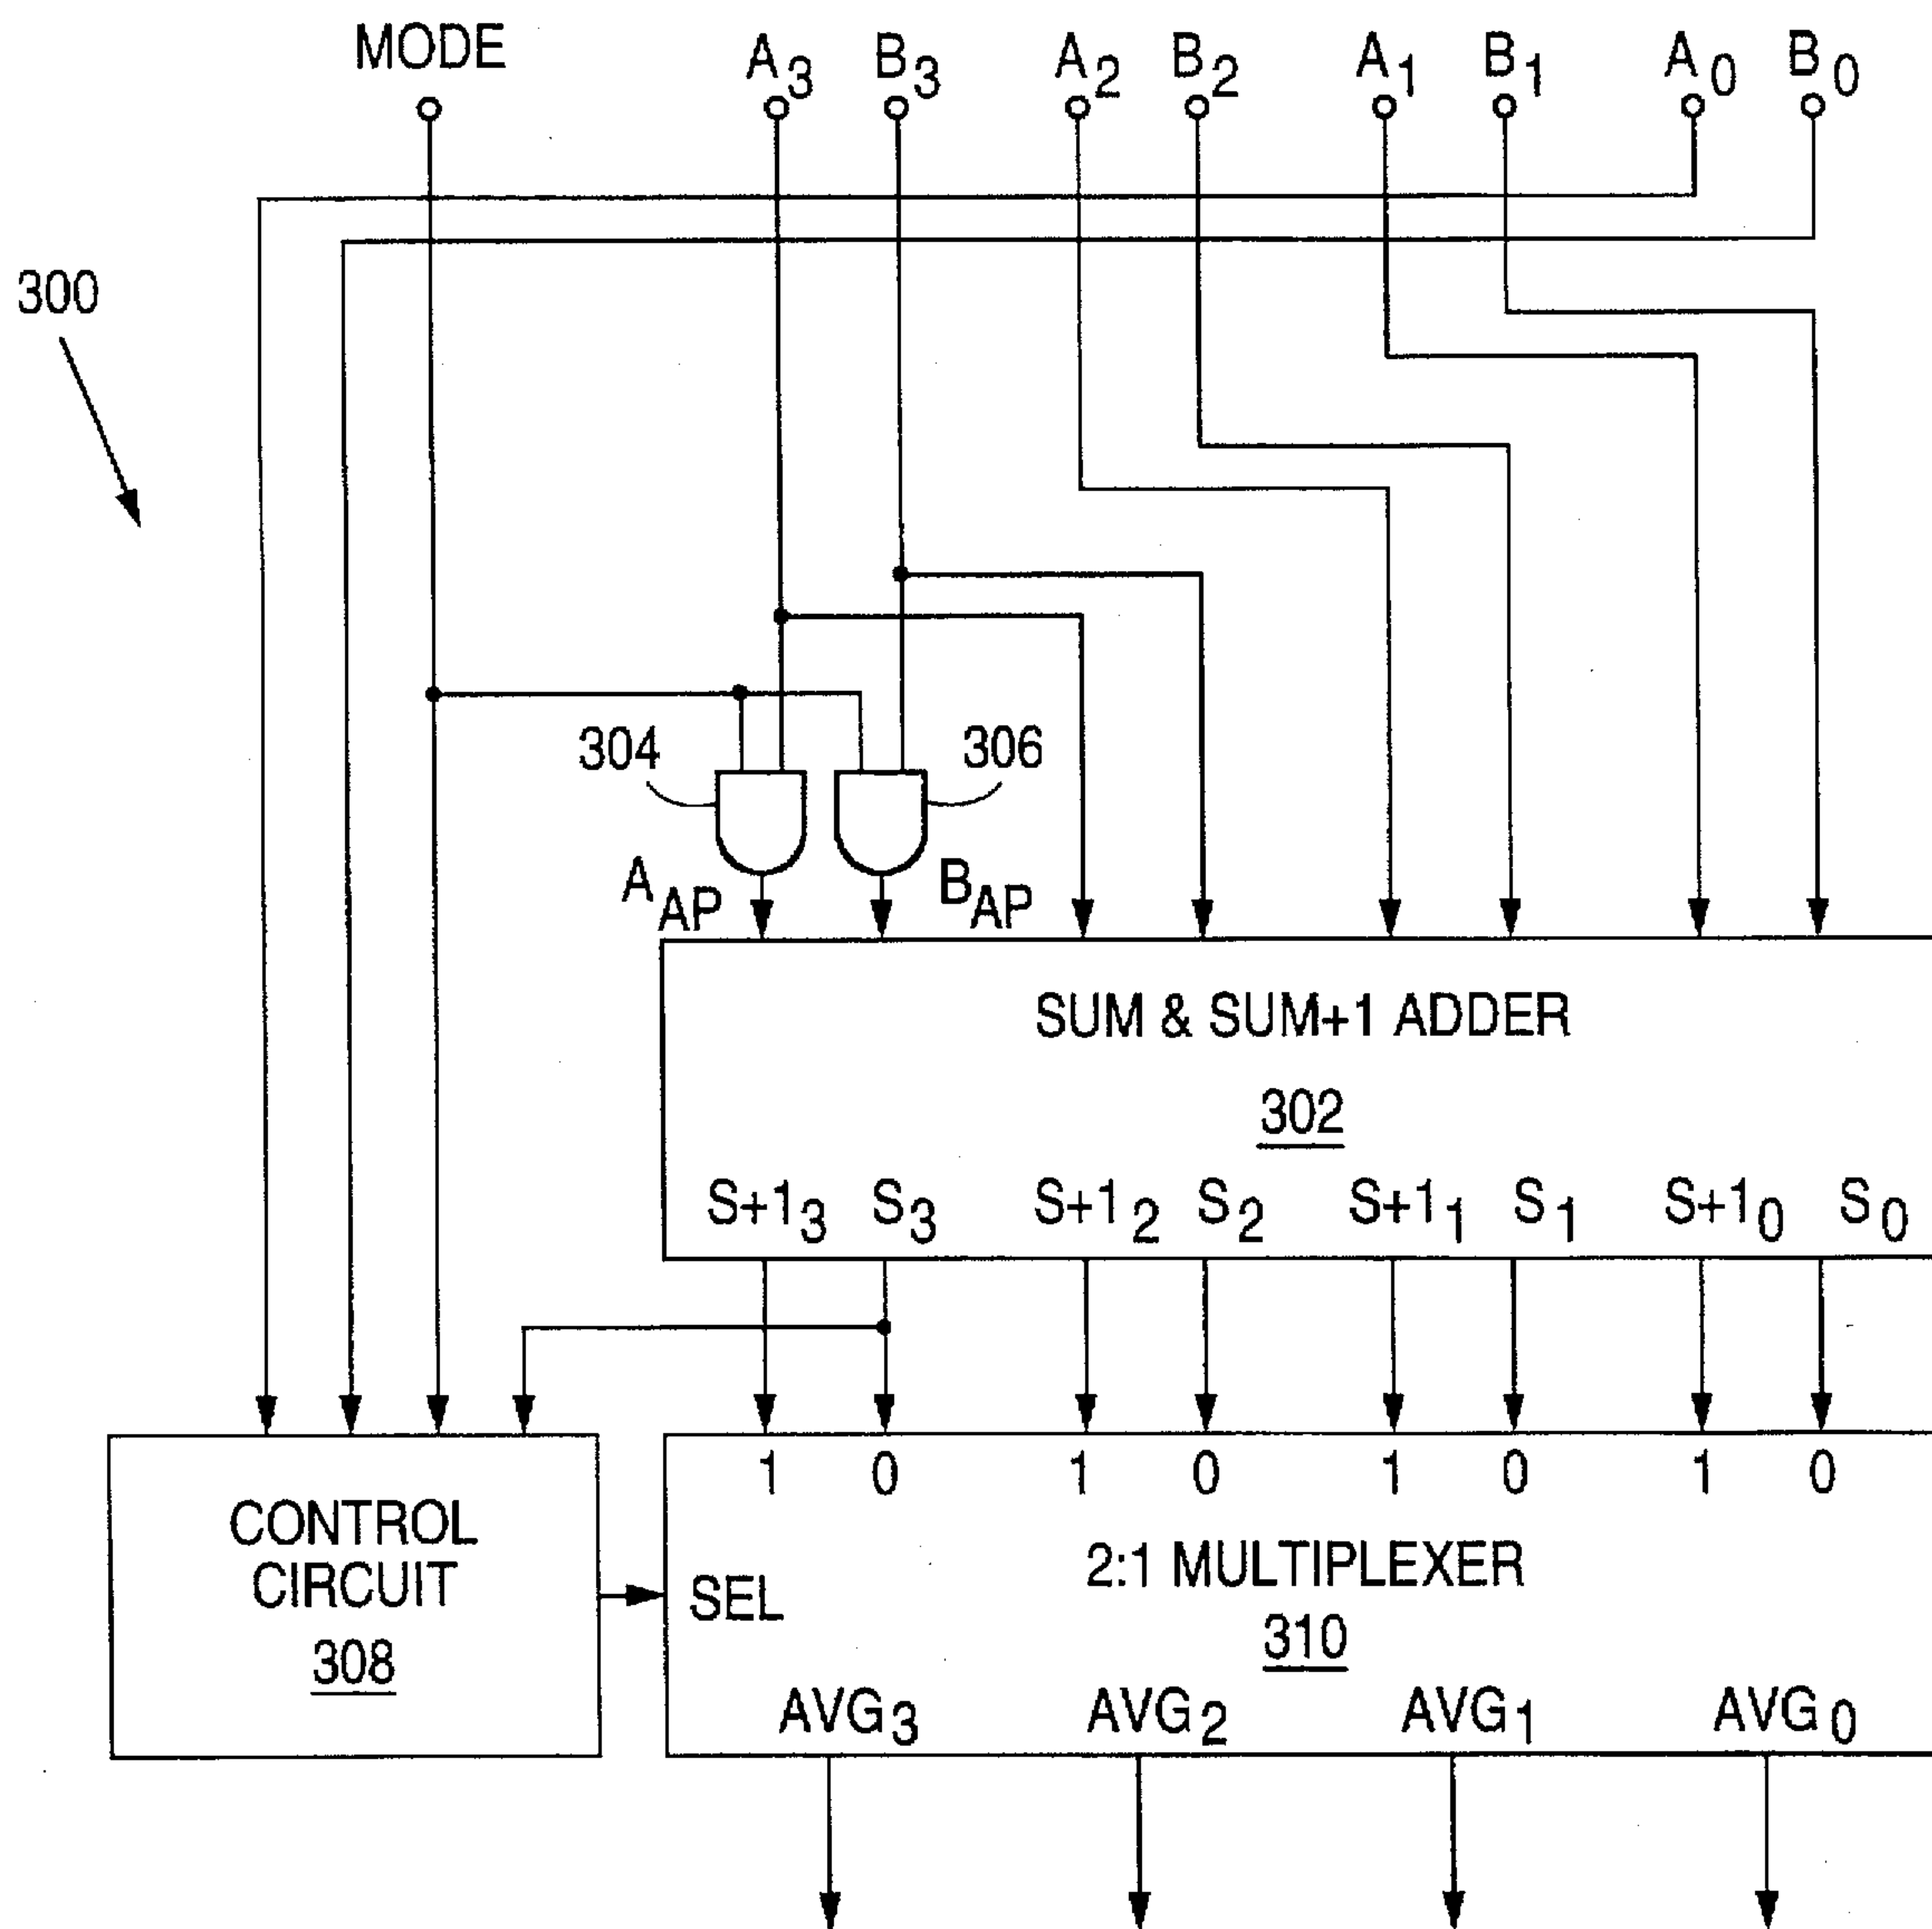 MODE A3 B3 A2 B2 A1 B1 A0 B0
300
304 306
AAP BAP
SUM & SUM+1 ADDER
302
S+13 S3 S+12 S2 S+11 S1 S+10 S0
1 0 1 0 1 0 1 0
CONTROL
CIRCUIT
308
2:1 MULTIPLEXER
SEL
310
AVG3 AVG2 AVG1 AVG0